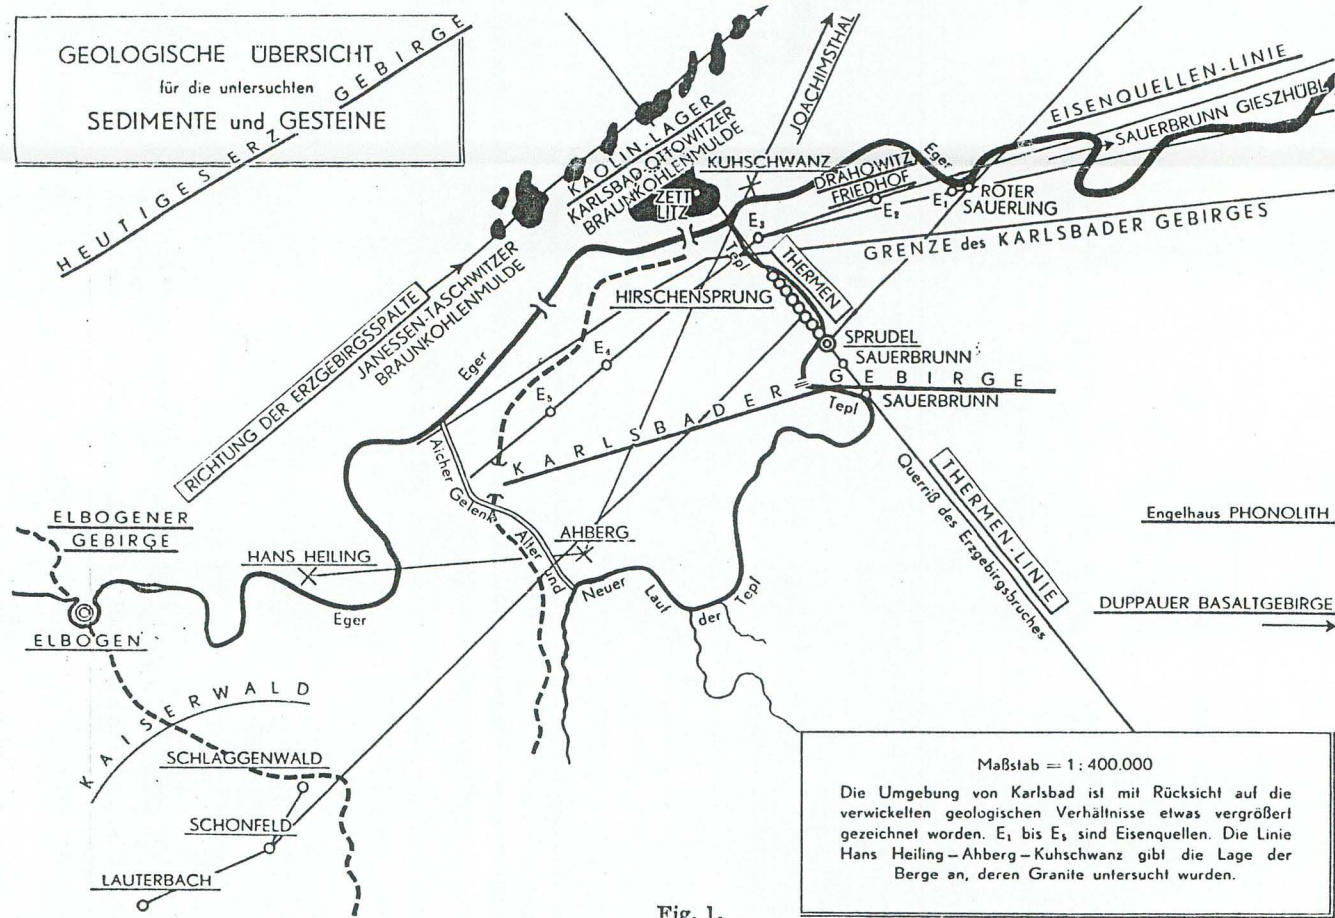 GEOLOGISCHE ÜBERSICHT
für die untersuchten
SEDIMENTE und GESTEINE
HEUTIGES ERZ GEBIRGE
RICHTUNG DER ERZGEBIRGSSPALTE
JANESSEN-TASCHWITZER
BRAUNKOHLENMULDE
KAOLIN-LAGER
KARLSBAD-OTTOWITZER
BRAUNKOHLENMULDE
ZETT
LITZ
KUHSCHWANZ
JOACHIMSTHAL
DRAHOWITZ
FRIEDHOF
Eger
EISENQUELLEN-LINIE
SAUERBRUNN GIESZHÜBL
E₁
E₂
E₃
ROTER
SAUERLING
GRENZE des KARLSBADER GEBIRGES
Tepl
THERMEN
HIRSCHENSPRUNG
SPRUDEL
SAUERBRUNN
SAUERBRUNN
KARLSBADER GEBIRGE
Tepl
Eger
E₄
E₅
Aicher Gelenk
Alter und
Neuer Lauf der Tepl
AHBERG
THERMEN-LINIE
Querriß des Erzgebirgsbruches
Engelhaus PHONOLITH
DUPPAUER BASALTGEBIRGE
ELBOGENER
GEBIRGE
HANS HEILING
ELBOGEN
Eger
KAISERWALD
SCHLAGGENWALD
SCHÖNFELD
LAUTERBACH
Maßstab = 1 : 400.000
Die Umgebung von Karlsbad ist mit Rücksicht auf die
verwickelten geologischen Verhältnisse etwas vergrößert
gezeichnet worden. E₁ bis E₅ sind Eisenquellen. Die Linie
Hans Heiling – Ahberg – Kuhschwanz gibt die Lage der
Berge an, deren Granite untersucht wurden.
Fig. 1.